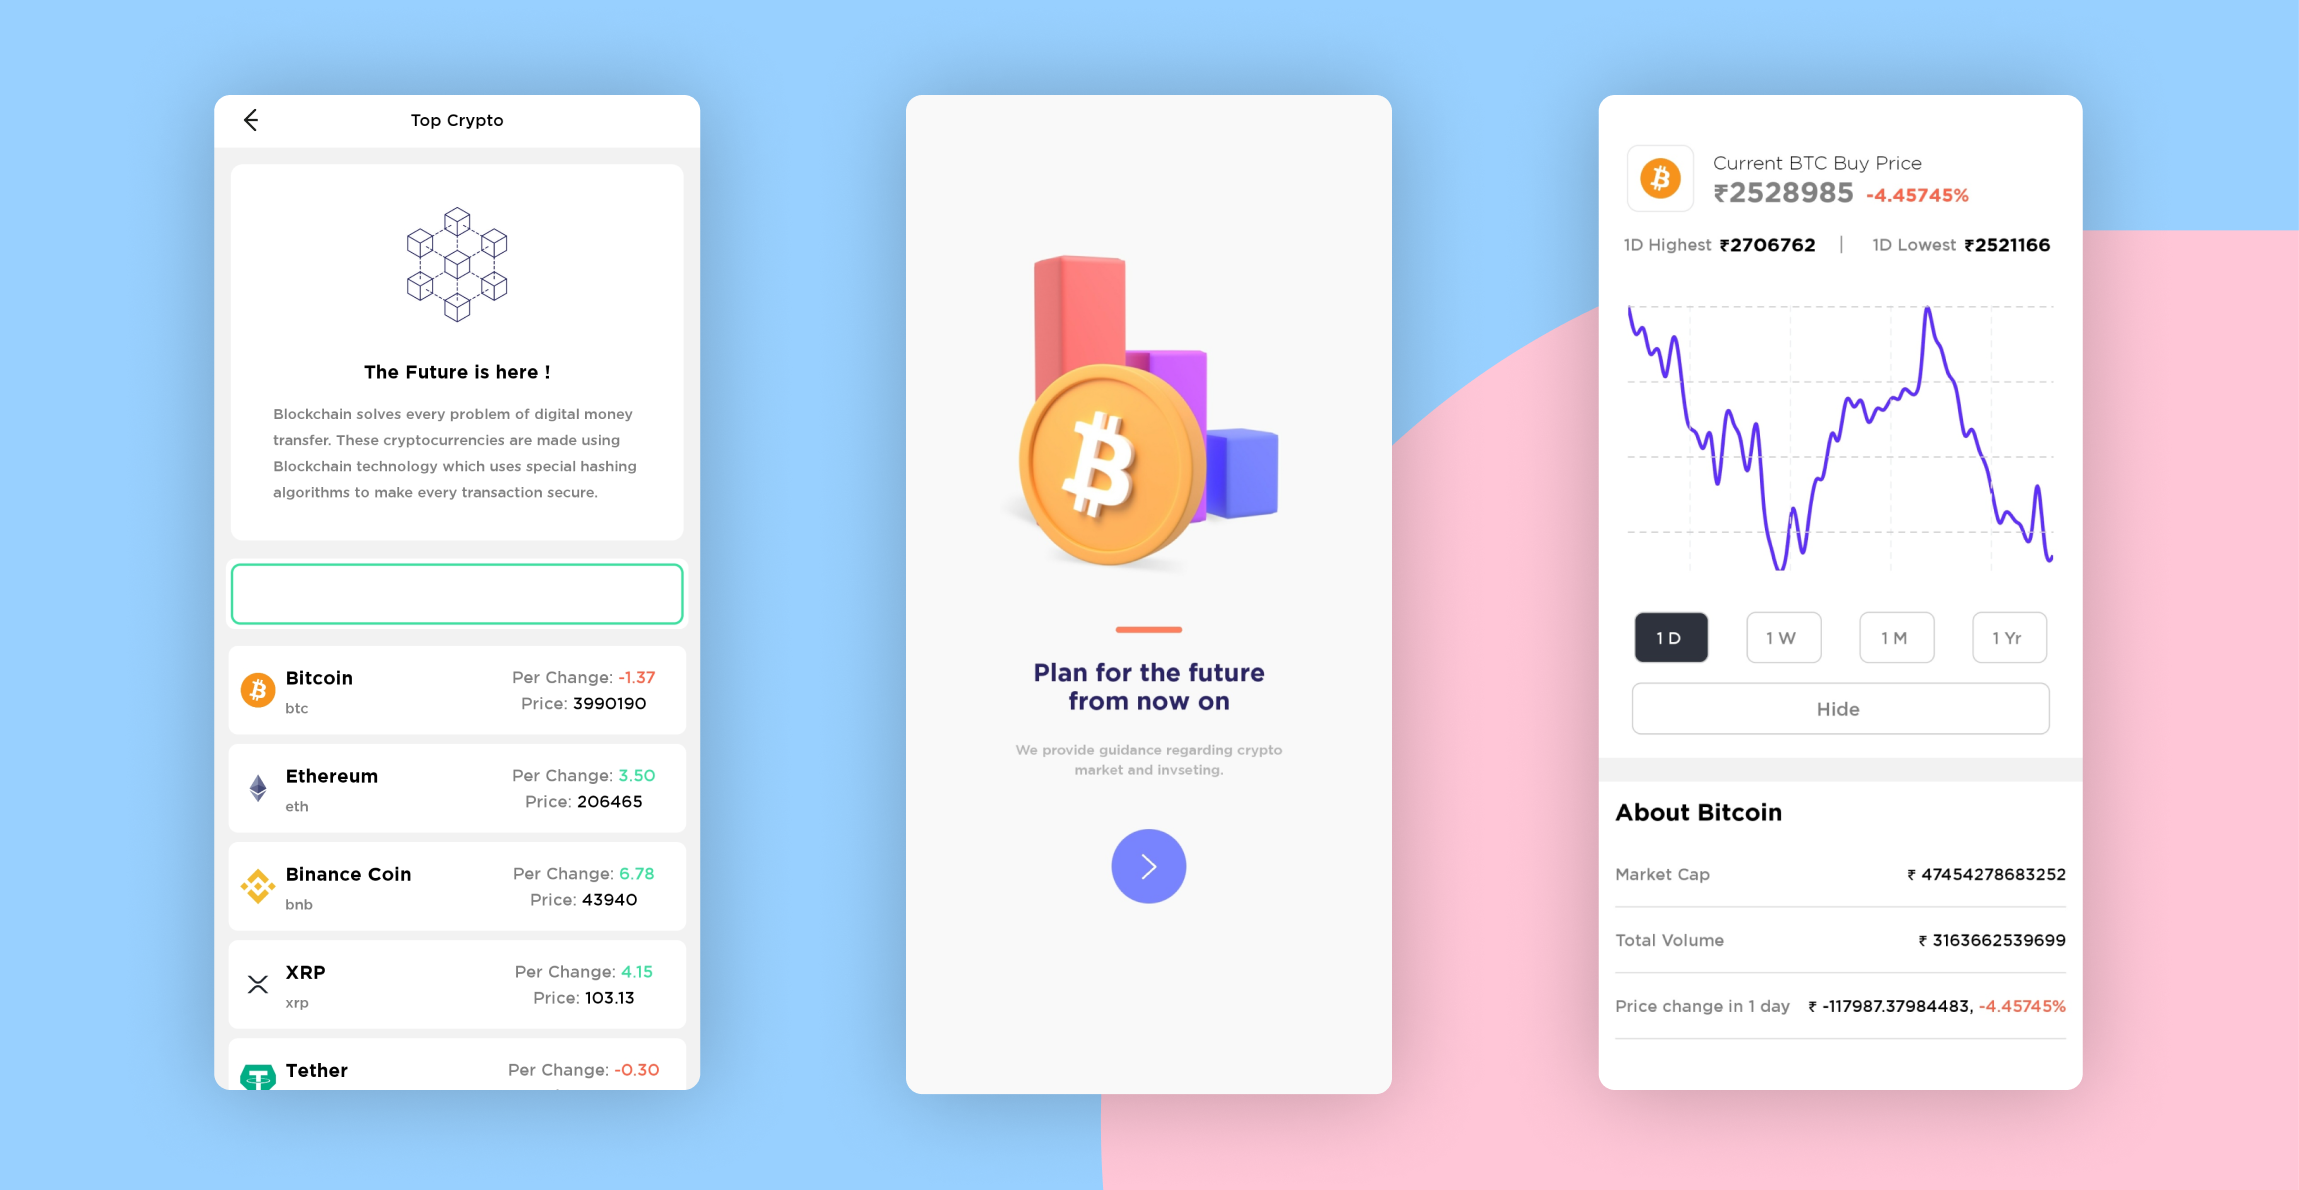 Top Crypto
The Future is here !
Blockchain solves every problem of digital money
transfer. These cryptocurrencies are made using
Blockchain technology which uses special hashing
algorithms to make every transaction secure.
Bitcoin
btc
Per Change: -1.37
Price: 3990190
Ethereum
eth
Per Change: 3.50
Price: 206465
Binance Coin
bnb
Per Change: 6.78
Price: 43940
XRP
xrp
Per Change: 4.15
Price: 103.13
Tether
Per Change: -0.30
Plan for the future
from now on
We provide guidance regarding crypto
market and invseting.
Current BTC Buy Price
₹2528985 -4.45745%
1D Highest ₹2706762 | 1D Lowest ₹2521166
1 D 1 W 1 M 1 Yr
Hide
About Bitcoin
Market Cap ₹ 47454278683252
Total Volume ₹ 3163662539699
Price change in 1 day ₹ -117987.37984483, -4.45745%